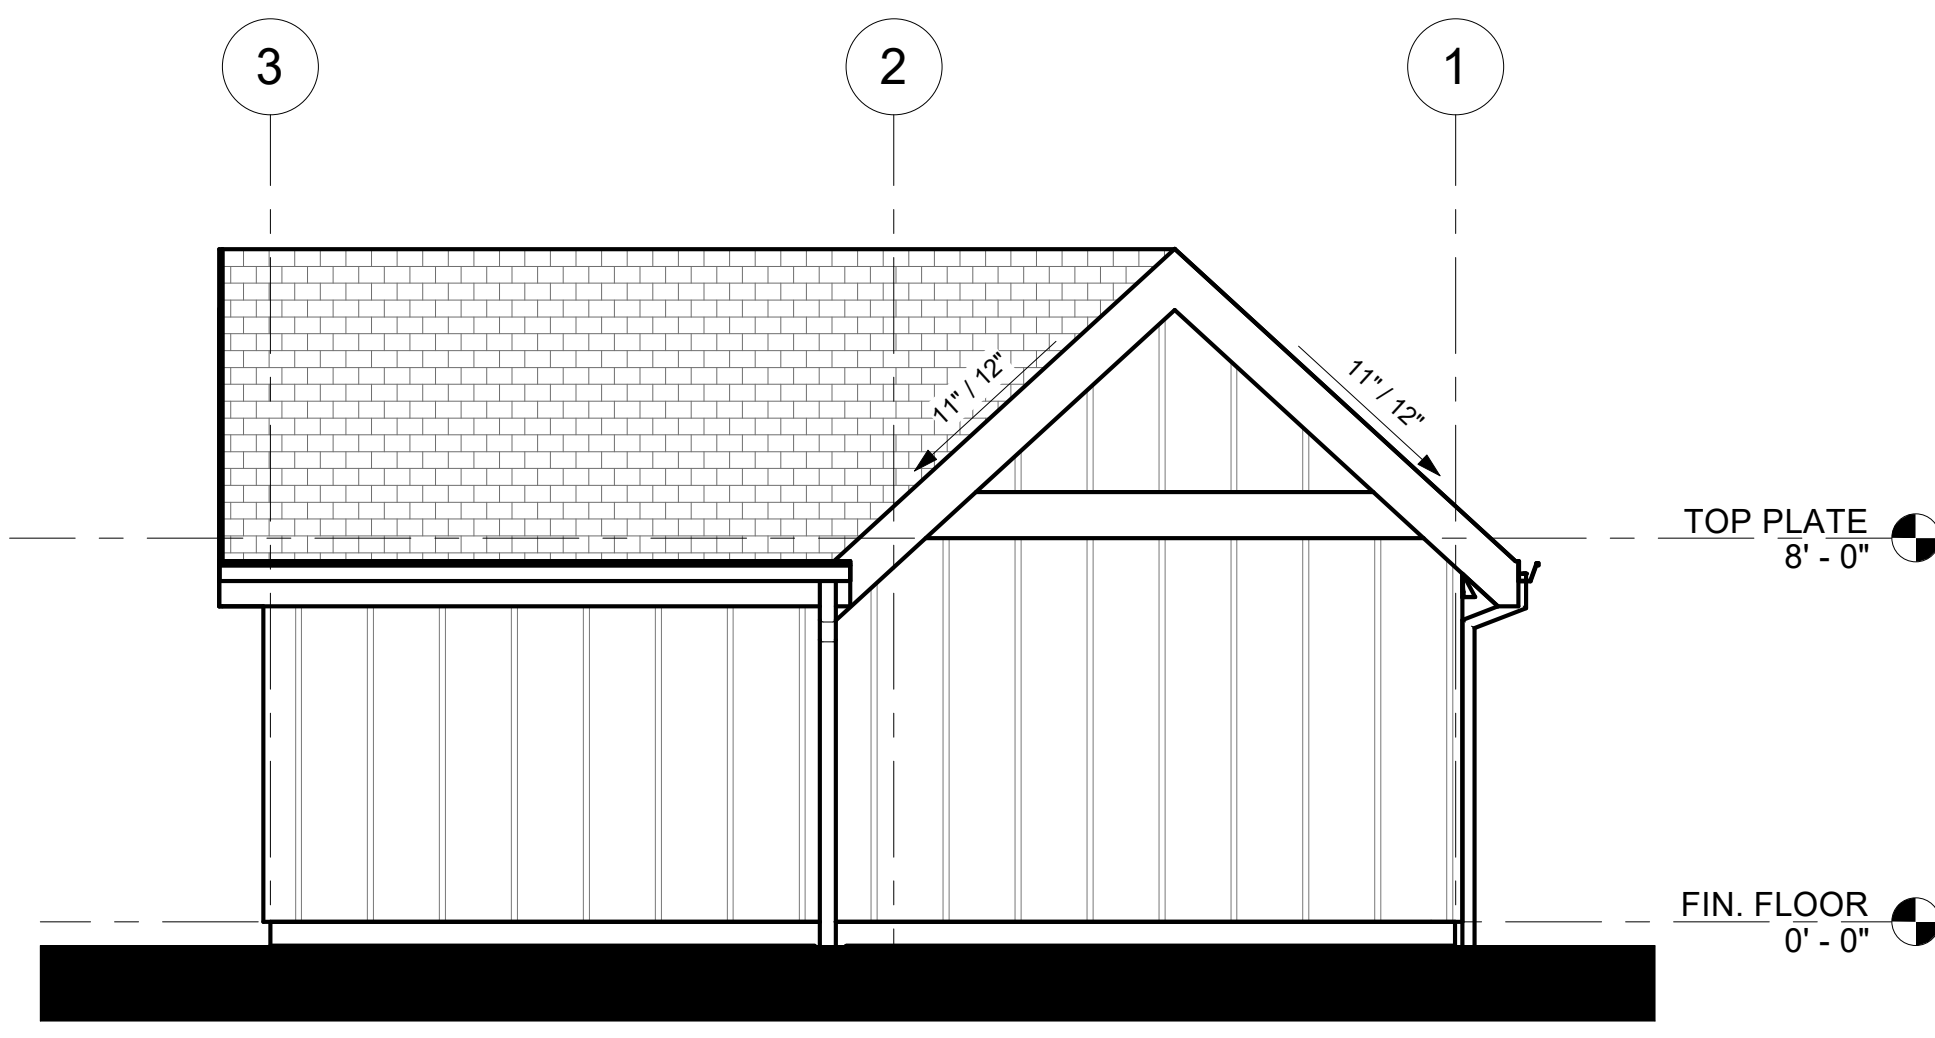 3
2
1
11" / 12"
11" / 12"
TOP PLATE
8' - 0"
FIN. FLOOR
0' - 0"